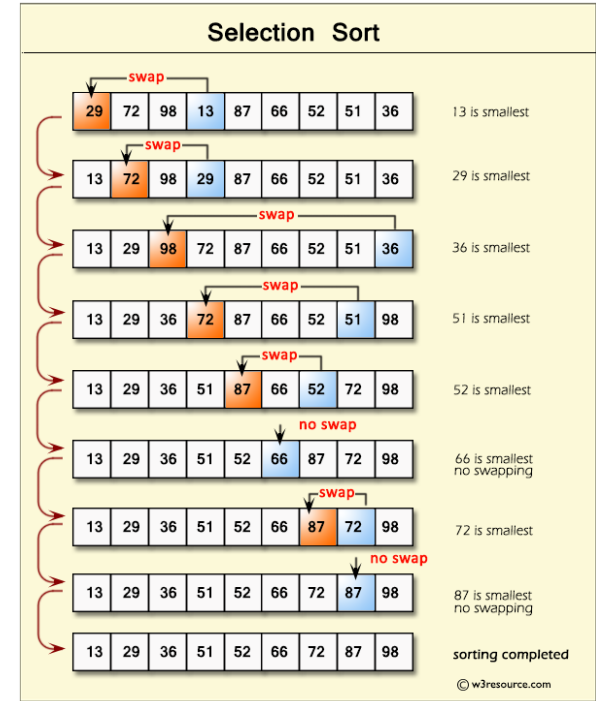 Selection Sort
swap
29 72 98 13 87 66 52 51 36
13 is smallest
swap
13 72 98 29 87 66 52 51 36
29 is smallest
swap
13 29 98 72 87 66 52 51 36
36 is smallest
swap
13 29 36 72 87 66 52 51 98
51 is smallest
swap
13 29 36 51 87 66 52 72 98
52 is smallest
no swap
13 29 36 51 52 66 87 72 98
66 is smallest
no swapping
swap
13 29 36 51 52 66 87 72 98
72 is smallest
no swap
13 29 36 51 52 66 72 87 98
87 is smallest
no swapping
13 29 36 51 52 66 72 87 98
sorting completed
© w3resource.com